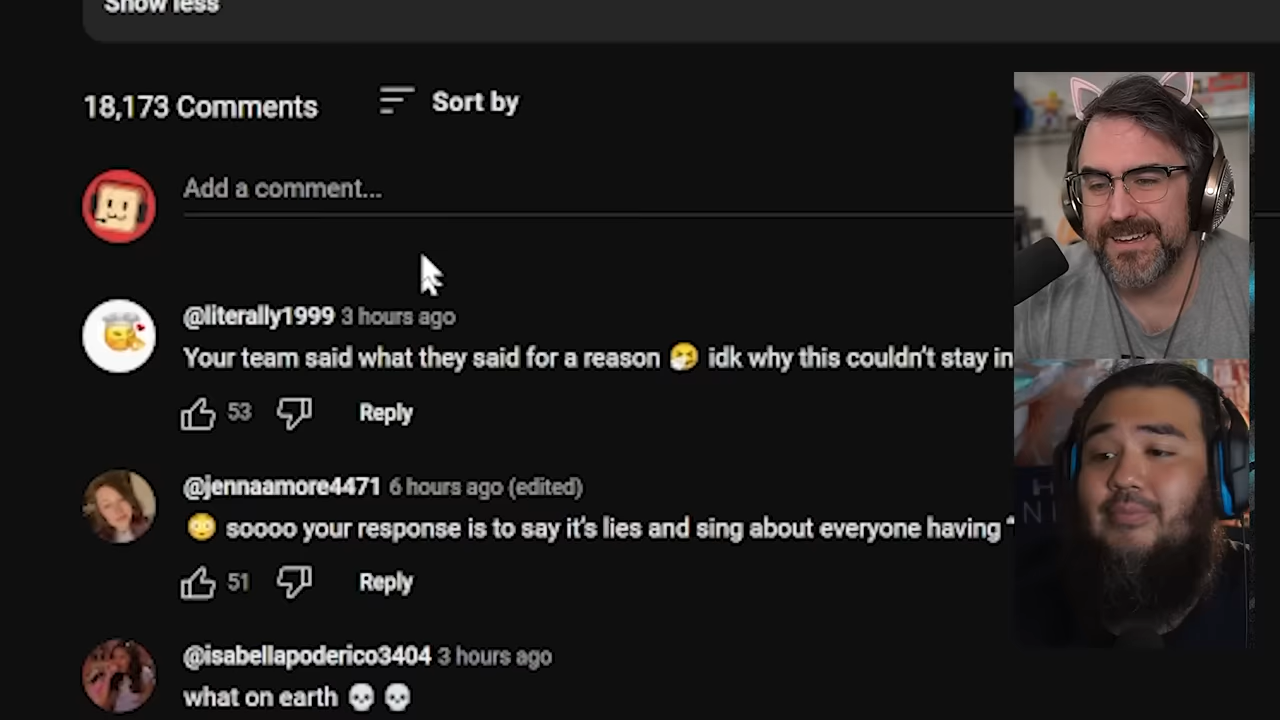 Show less
18,173 Comments
Sort by
Add a comment...
@literally1999 3 hours ago
Your team said what they said for a reason 🤧 idk why this couldn't stay in
53
Reply
@jennaamore4471 6 hours ago (edited)
😳 soooo your response is to say it's lies and sing about everyone having “
51
Reply
@isabellapoderico3404 3 hours ago
what on earth 💀 💀